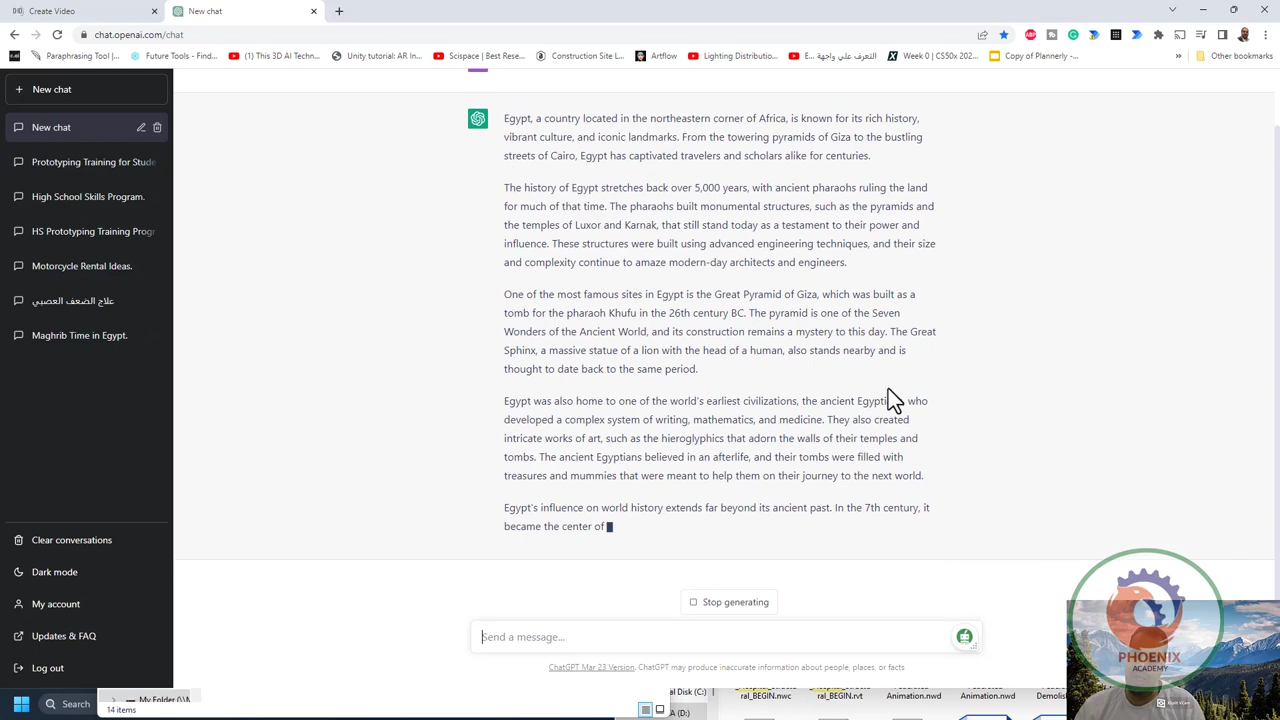 Create Video
New chat
chat.openai.com/chat
Paraphrasing Tool |...
Future Tools - Find...
(1) This 3D AI Techn...
Unity tutorial: AR In...
Scispace | Best Rese...
Construction Site L...
Artflow
Lighting Distributio...
التعرف علي واجهة E...
Week 0 | CS50x 202...
Copy of Plannerly -...
Other bookmarks
New chat
New chat
Prototyping Training for Stude
High School Skills Program.
HS Prototyping Training Progr
Motorcycle Rental Ideas.
علاج الضعف العصبي
Maghrib Time in Egypt.
Clear conversations
Dark mode
My account
Updates & FAQ
Log out
Egypt, a country located in the northeastern corner of Africa, is known for its rich history,
vibrant culture, and iconic landmarks. From the towering pyramids of Giza to the bustling
streets of Cairo, Egypt has captivated travelers and scholars alike for centuries.
The history of Egypt stretches back over 5,000 years, with ancient pharaohs ruling the land
for much of that time. The pharaohs built monumental structures, such as the pyramids and
the temples of Luxor and Karnak, that still stand today as a testament to their power and
influence. These structures were built using advanced engineering techniques, and their size
and complexity continue to amaze modern-day architects and engineers.
One of the most famous sites in Egypt is the Great Pyramid of Giza, which was built as a
tomb for the pharaoh Khufu in the 26th century BC. The pyramid is one of the Seven
Wonders of the Ancient World, and its construction remains a mystery to this day. The Great
Sphinx, a massive statue of a lion with the head of a human, also stands nearby and is
thought to date back to the same period.
Egypt was also home to one of the world's earliest civilizations, the ancient Egypti who
developed a complex system of writing, mathematics, and medicine. They also created
intricate works of art, such as the hieroglyphics that adorn the walls of their temples and
tombs. The ancient Egyptians believed in an afterlife, and their tombs were filled with
treasures and mummies that were meant to help them on their journey to the next world.
Egypt's influence on world history extends far beyond its ancient past. In the 7th century, it
became the center of
Stop generating
Send a message...
ChatGPT Mar 23 Version. ChatGPT may produce inaccurate information about people, places, or facts
PHOENIX
ACADEMY
Search
My Folder
14 items
Disk (C:)
(D:)
ral_BEGIN.nwc
ral_BEGIN.rvt
Animation.nwd
Animation.nwd
Demolis